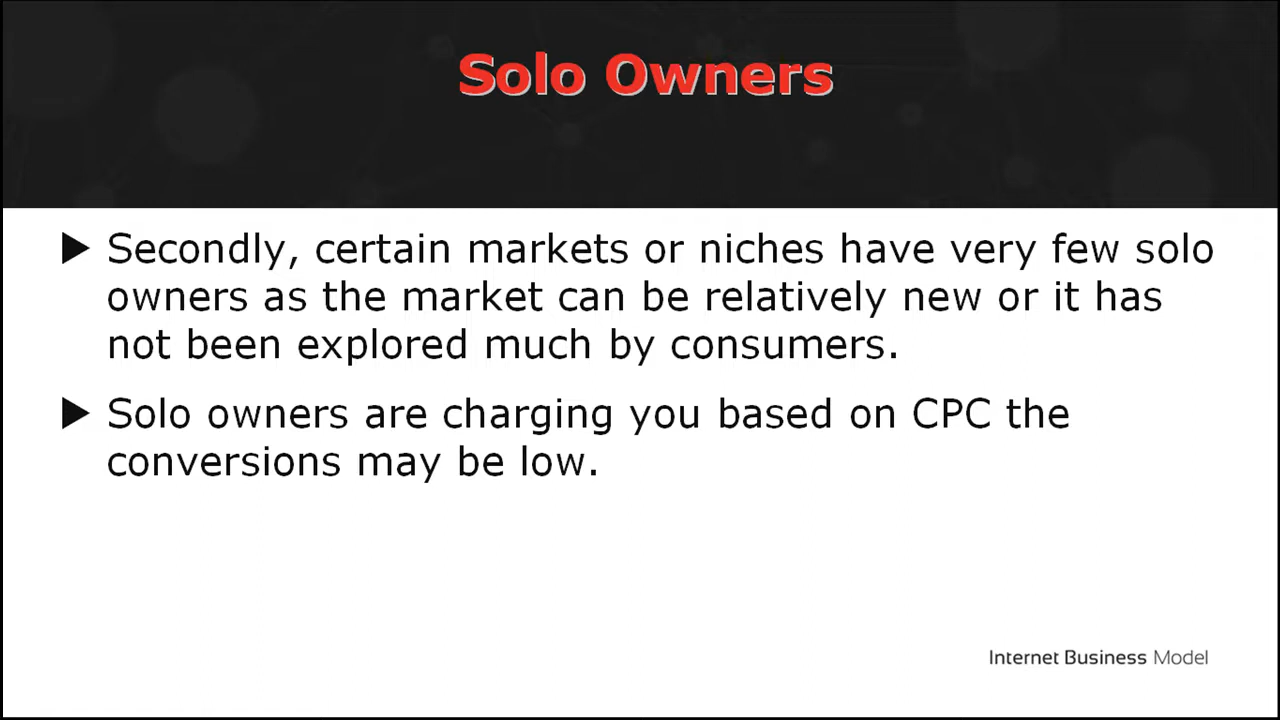 Solo Owners
Secondly, certain markets or niches have very few solo
owners as the market can be relatively new or it has
not been explored much by consumers.
Solo owners are charging you based on CPC the
conversions may be low.
Internet Business Model